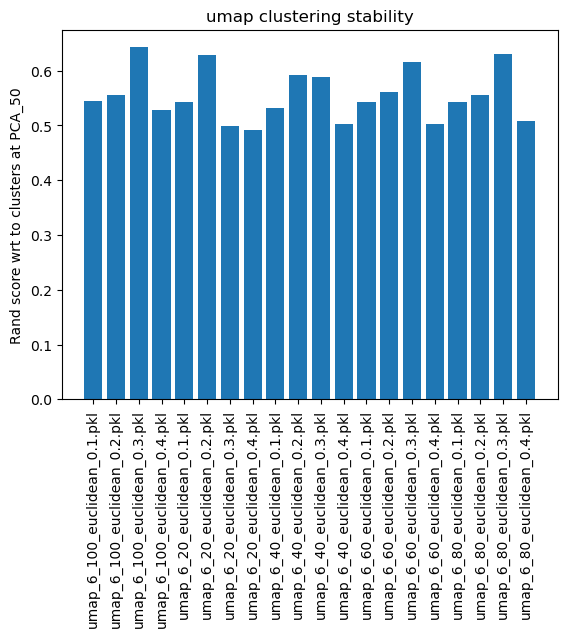 umap clustering stability
Rand score wrt to clusters at PCA_50
0.6
0.5
0.4
0.3
0.2
0.1
0.0
umap_6_100_euclidean_0.1.pkl
umap_6_100_euclidean_0.2.pkl
umap_6_100_euclidean_0.3.pkl
umap_6_100_euclidean_0.4.pkl
umap_6_20_euclidean_0.1.pkl
umap_6_20_euclidean_0.2.pkl
umap_6_20_euclidean_0.3.pkl
umap_6_20_euclidean_0.4.pkl
umap_6_40_euclidean_0.1.pkl
umap_6_40_euclidean_0.2.pkl
umap_6_40_euclidean_0.3.pkl
umap_6_40_euclidean_0.4.pkl
umap_6_60_euclidean_0.1.pkl
umap_6_60_euclidean_0.2.pkl
umap_6_60_euclidean_0.3.pkl
umap_6_60_euclidean_0.4.pkl
umap_6_80_euclidean_0.1.pkl
umap_6_80_euclidean_0.2.pkl
umap_6_80_euclidean_0.3.pkl
umap_6_80_euclidean_0.4.pkl